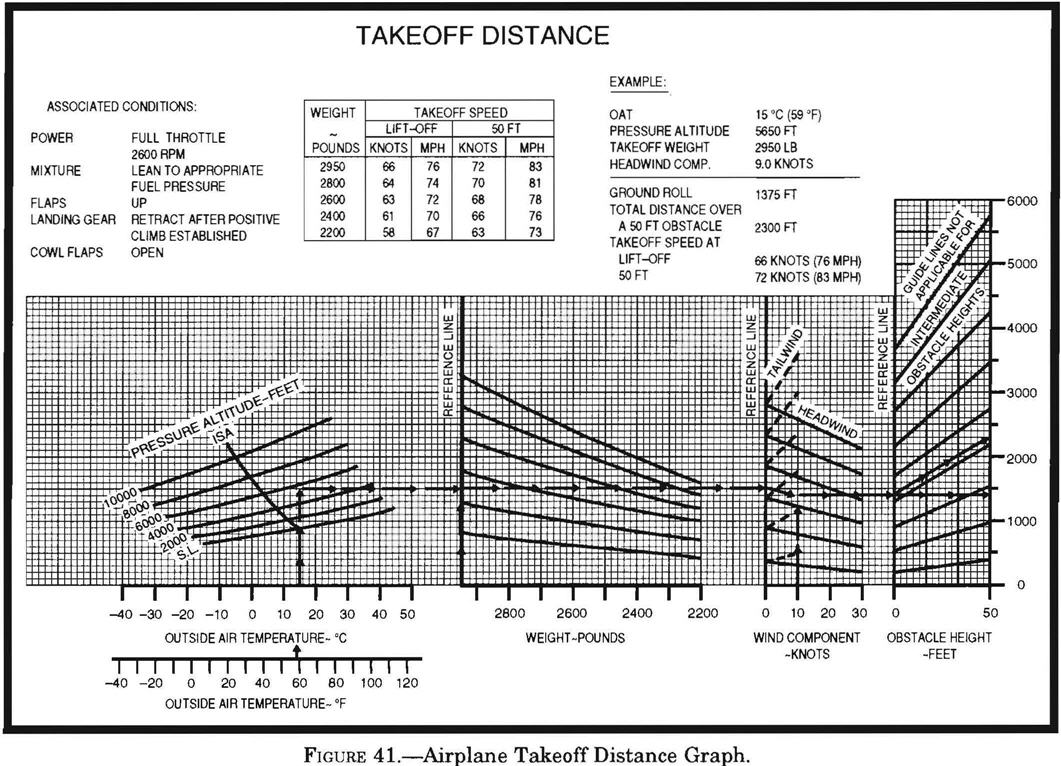 TAKEOFF DISTANCE
ASSOCIATED CONDITIONS:
POWER FULL THROTTLE
2600 RPM
MIXTURE LEAN TO APPROPRIATE
FUEL PRESSURE
FLAPS UP
LANDING GEAR RETRACT AFTER POSITIVE
CLIMB ESTABLISHED
COWL FLAPS OPEN
WEIGHT TAKEOFF SPEED
~ LIFT–OFF 50 FT
POUNDS KNOTS MPH KNOTS MPH
2950 66 76 72 83
2800 64 74 70 81
2600 63 72 68 78
2400 61 70 66 76
2200 58 67 63 73
EXAMPLE:
OAT 15 °C (59 °F)
PRESSURE ALTITUDE 5650 FT
TAKEOFF WEIGHT 2950 LB
HEADWIND COMP. 9.0 KNOTS
GROUND ROLL 1375 FT
TOTAL DISTANCE OVER
A 50 FT OBSTACLE 2300 FT
TAKEOFF SPEED AT
LIFT–OFF 66 KNOTS (76 MPH)
50 FT 72 KNOTS (83 MPH)
PRESSURE ALTITUDE~FEET
ISA
10000
8000
6000
4000
2000
S.L.
REFERENCE LINE
REFERENCE LINE
TAILWIND
HEADWIND
REFERENCE LINE
GUIDE LINES NOT
APPLICABLE FOR
INTERMEDIATE
OBSTACLE HEIGHTS
6000
5000
4000
3000
2000
1000
0
–40 –30 –20 –10 0 10 20 30 40 50
OUTSIDE AIR TEMPERATURE~ °C
2800 2600 2400 2200
WEIGHT~POUNDS
0 10 20 30
WIND COMPONENT
~KNOTS
0 50
OBSTACLE HEIGHT
~FEET
–40 –20 0 20 40 60 80 100 120
OUTSIDE AIR TEMPERATURE~ °F
FIGURE 41.—Airplane Takeoff Distance Graph.